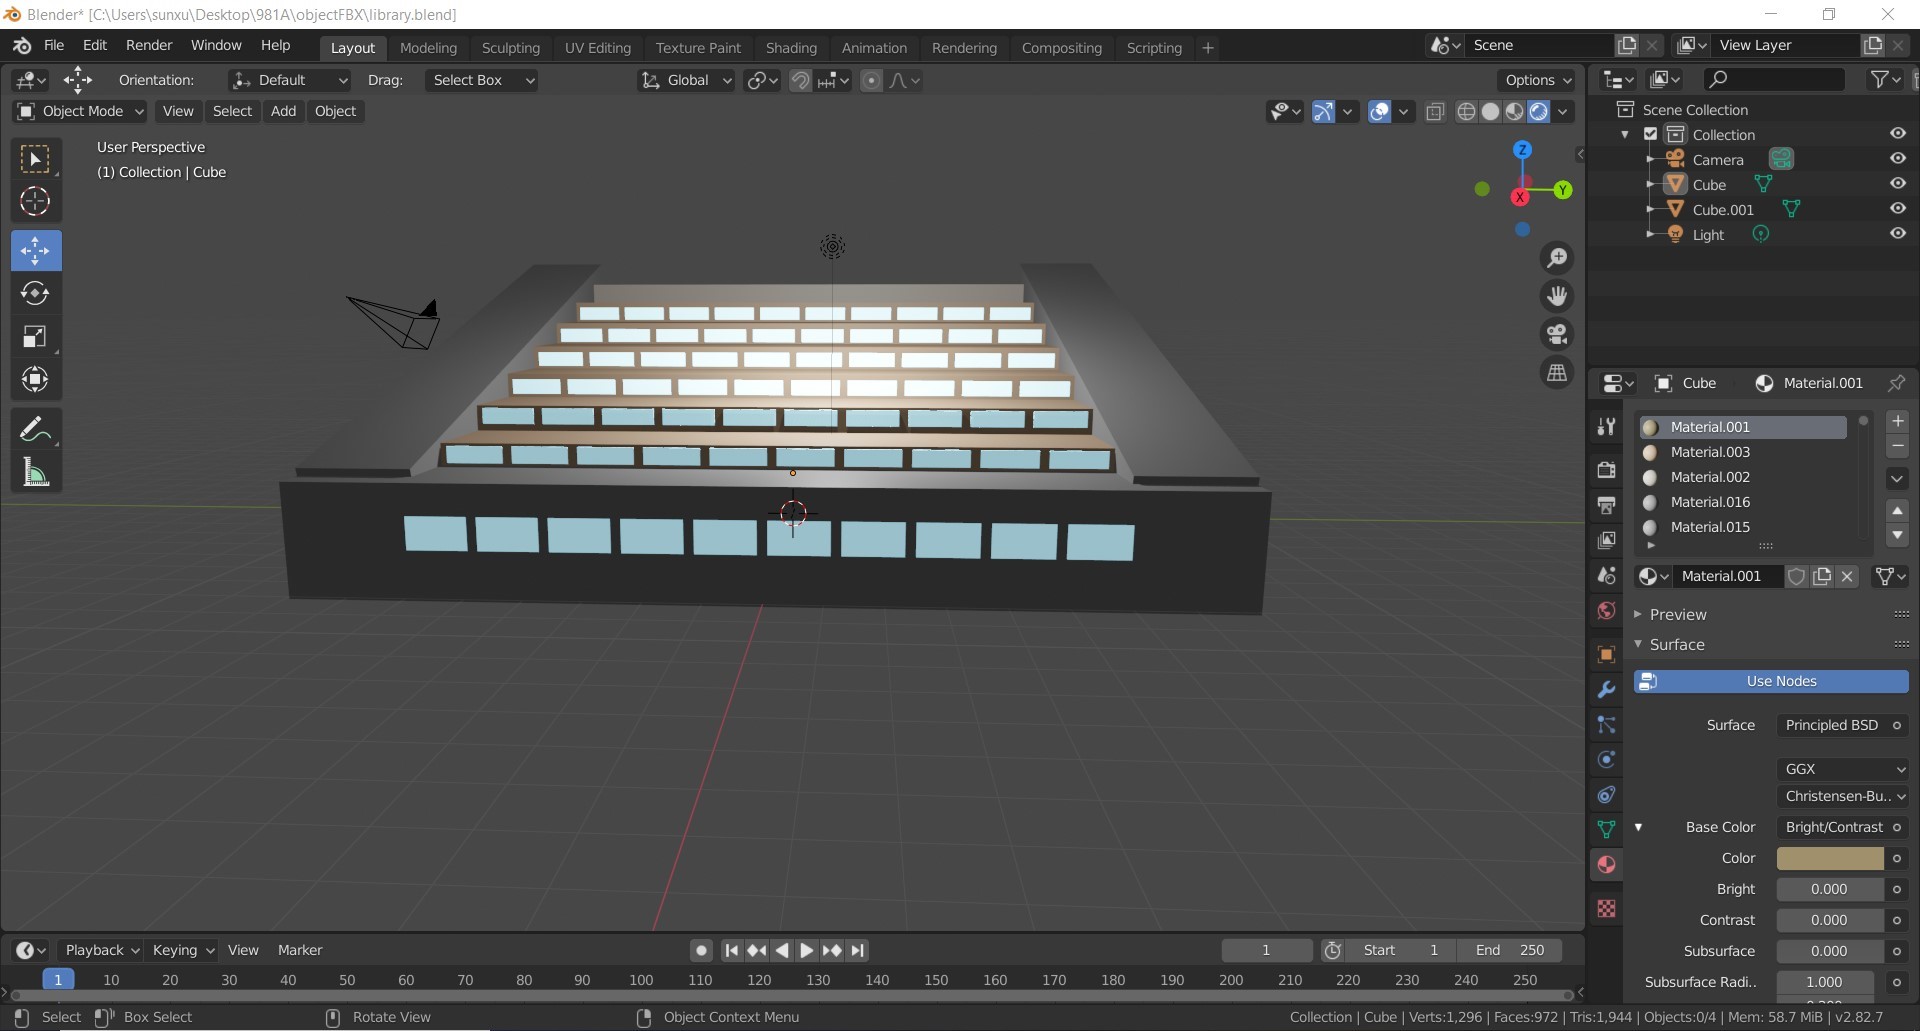 Blender* [C:\Users\sunxu\Desktop\981A\objectFBX\library.blend]
File Edit Render Window Help Layout Modeling Sculpting UV Editing Texture Paint Shading Animation Rendering Compositing Scripting + Scene View Layer
Orientation: Default Drag: Select Box Global Options
Object Mode View Select Add Object
User Perspective
(1) Collection | Cube
Z
Y
X
Scene Collection
Collection
Camera
Cube
Cube.001
Light
Cube Material.001
Material.001
Material.003
Material.002
Material.016
Material.015
Material.001
Preview
Surface
Use Nodes
Surface Principled BSD
GGX
Christensen-Bu..
Base Color Bright/Contrast
Color
Bright 0.000
Contrast 0.000
Subsurface 0.000
Subsurface Radi.. 1.000
Playback Keying View Marker 1 Start 1 End 250
1 10 20 30 40 50 60 70 80 90 100 110 120 130 140 150 160 170 180 190 200 210 220 230 240 250
Select Box Select Rotate View Object Context Menu Collection | Cube | Verts:1,296 | Faces:972 | Tris:1,944 | Objects:0/4 | Mem: 58.7 MiB | v2.82.7